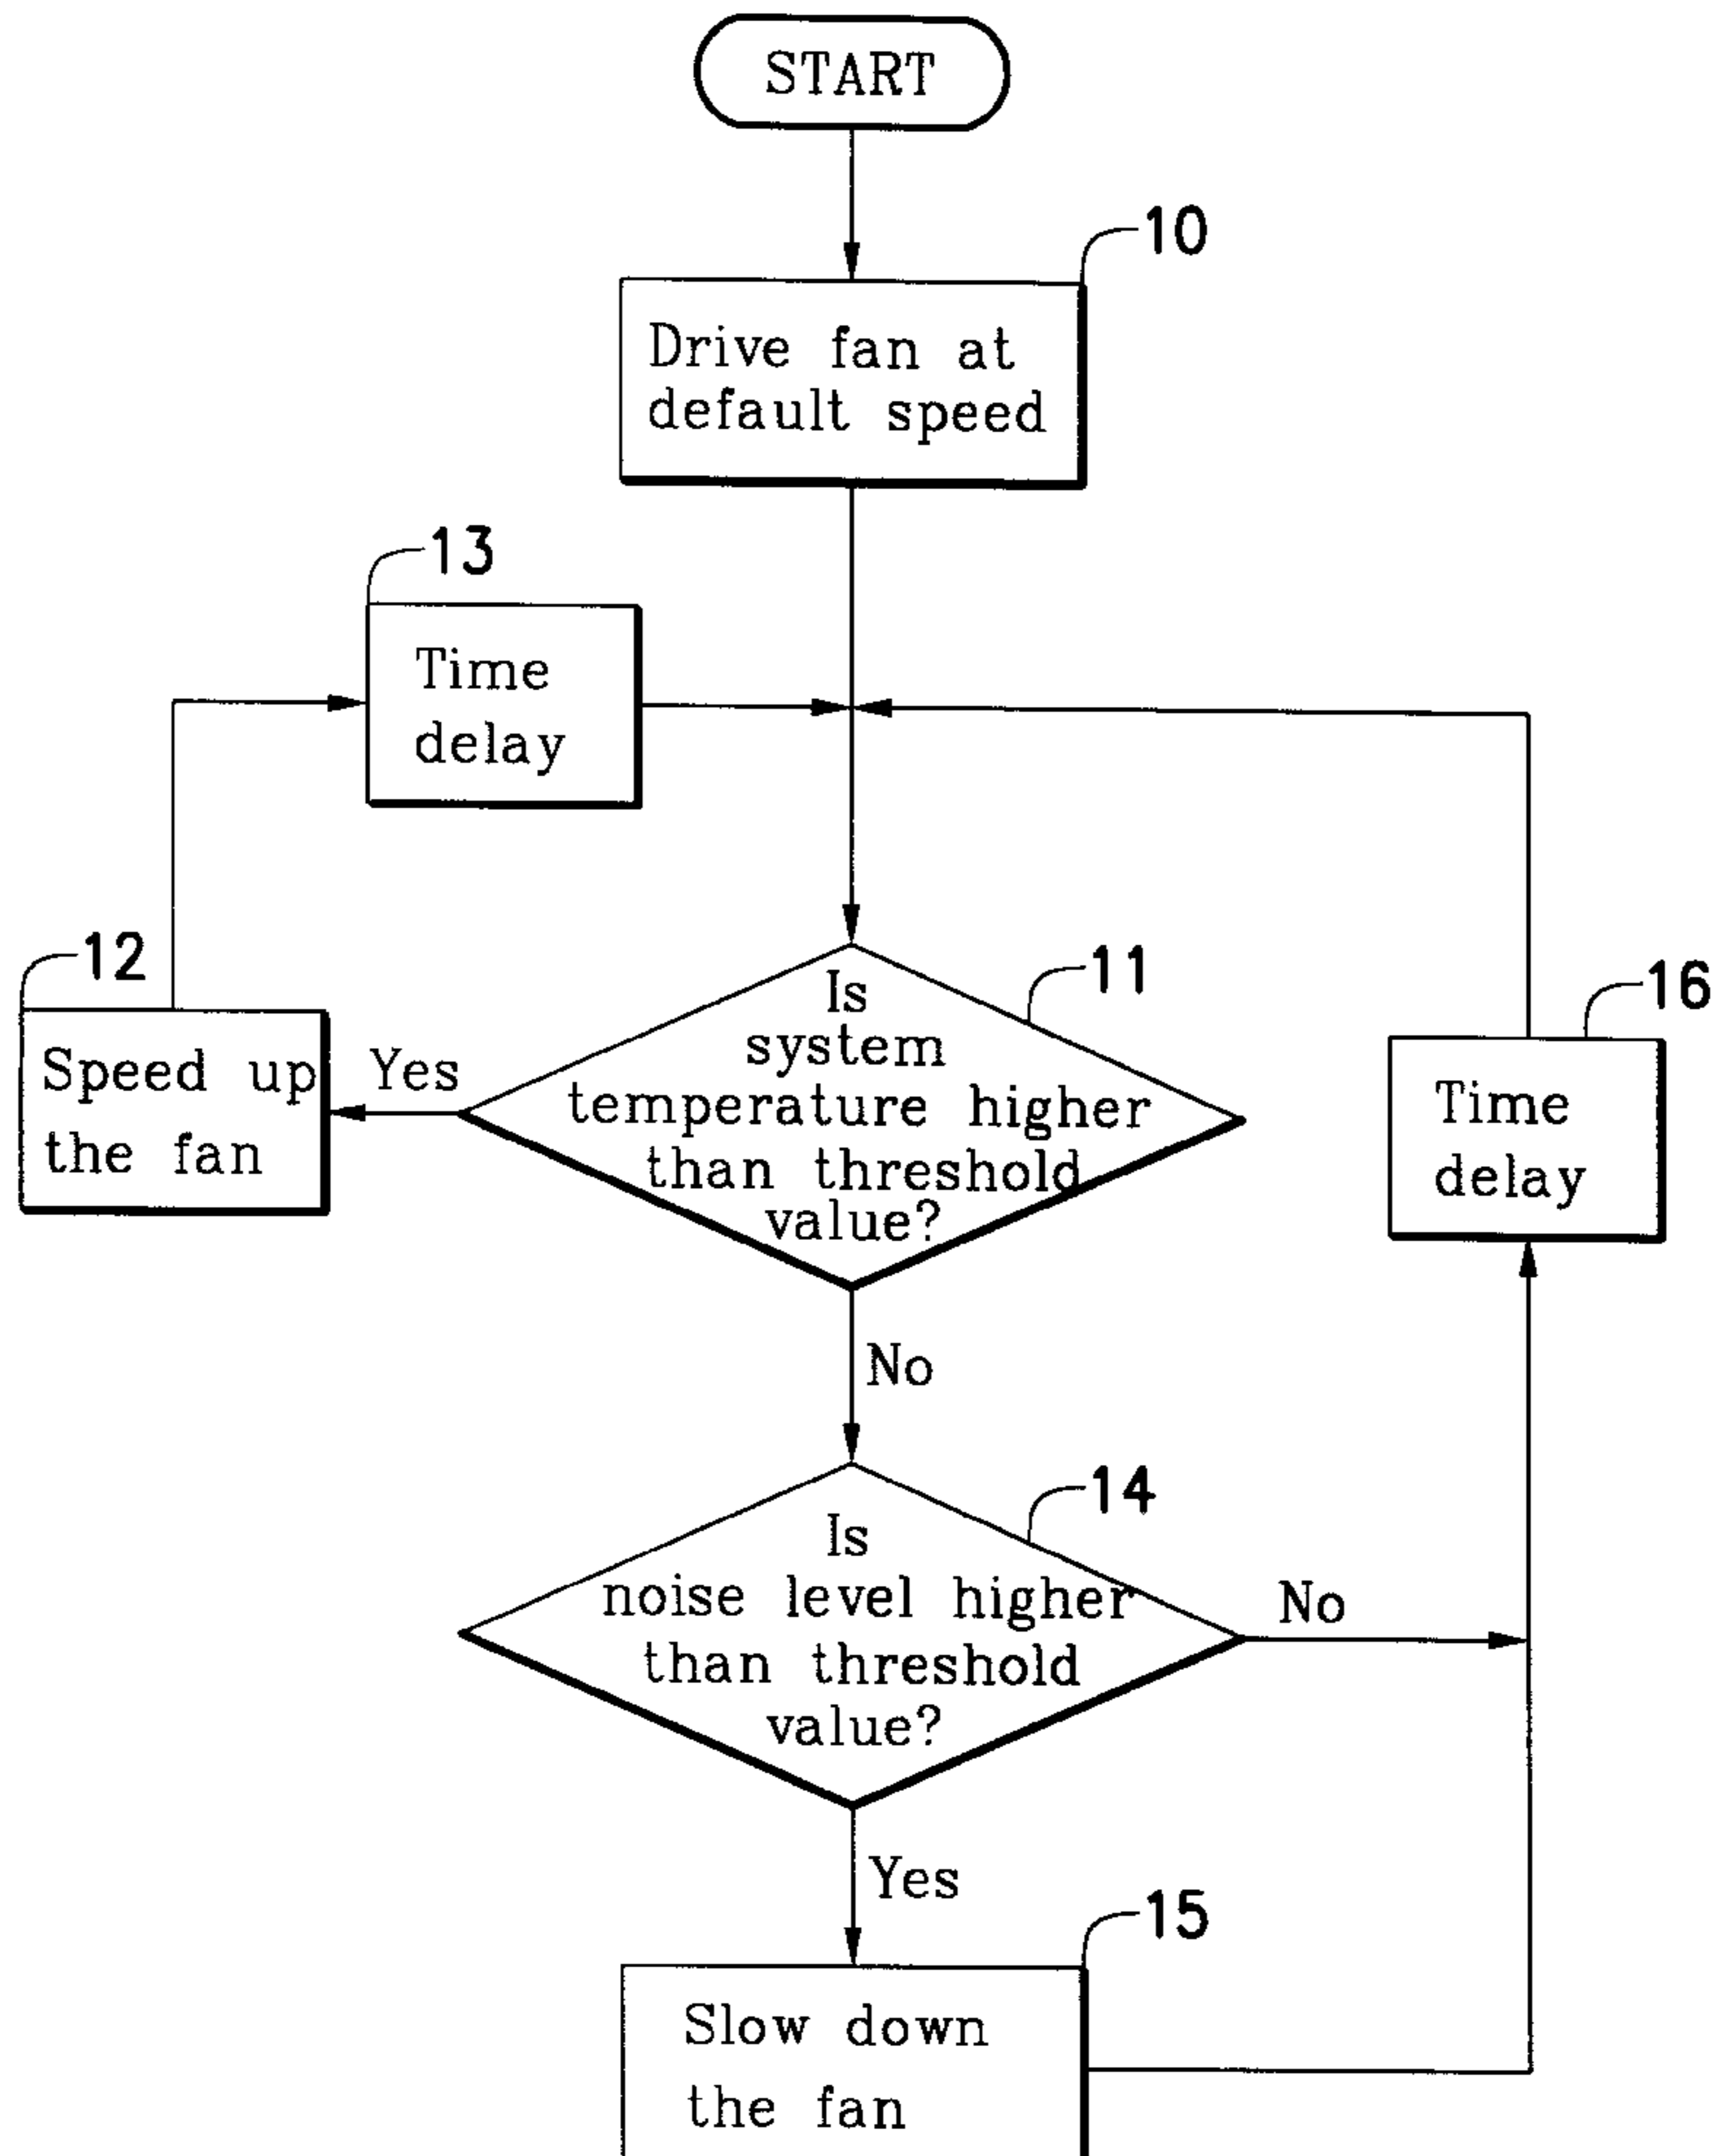 START
10
Drive fan at
default speed
13
Time
delay
12
Speed up
the fan
Yes
11
Is
system
temperature higher
than threshold
value?
16
Time
delay
No
14
Is
noise level higher
than threshold
value?
No
Yes
15
Slow down
the fan